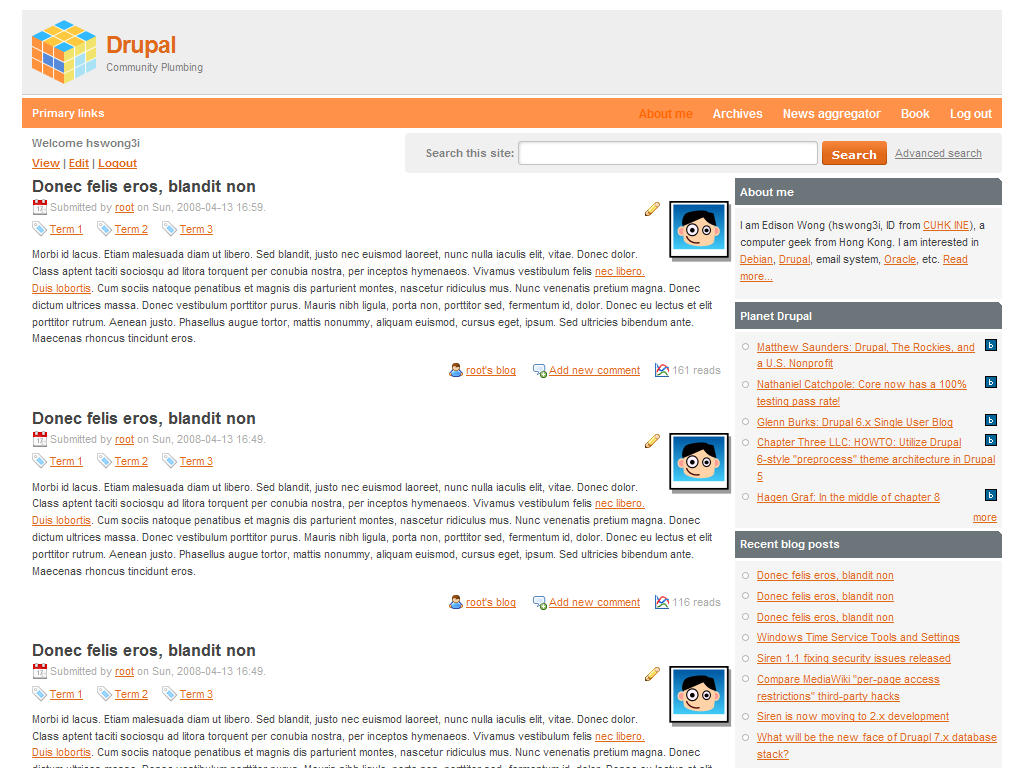 Drupal
Community Plumbing
Primary links
About me
Archives
News aggregator
Book
Log out
Welcome hswong3i
View | Edit | Logout
Search this site:
Search
Advanced search
Donec felis eros, blandit non
Submitted by root on Sun, 2008-04-13 16:59.
Term 1
Term 2
Term 3
Morbi id lacus. Etiam malesuada diam ut libero. Sed blandit, justo nec euismod laoreet, nunc nulla iaculis elit, vitae. Donec dolor.
Class aptent taciti sociosqu ad litora torquent per conubia nostra, per inceptos hymenaeos. Vivamus vestibulum felis nec libero.
Duis lobortis. Cum sociis natoque penatibus et magnis dis parturient montes, nascetur ridiculus mus. Nunc venenatis pretium magna. Donec
dictum ultrices massa. Donec vestibulum porttitor purus. Mauris nibh ligula, porta non, porttitor sed, fermentum id, dolor. Donec eu lectus et elit
porttitor rutrum. Aenean justo. Phasellus augue tortor, mattis nonummy, aliquam euismod, cursus eget, ipsum. Sed ultricies bibendum ante.
Maecenas rhoncus tincidunt eros.
root's blog
Add new comment
161 reads
Donec felis eros, blandit non
Submitted by root on Sun, 2008-04-13 16:49.
Term 1
Term 2
Term 3
Morbi id lacus. Etiam malesuada diam ut libero. Sed blandit, justo nec euismod laoreet, nunc nulla iaculis elit, vitae. Donec dolor.
Class aptent taciti sociosqu ad litora torquent per conubia nostra, per inceptos hymenaeos. Vivamus vestibulum felis nec libero.
Duis lobortis. Cum sociis natoque penatibus et magnis dis parturient montes, nascetur ridiculus mus. Nunc venenatis pretium magna. Donec
dictum ultrices massa. Donec vestibulum porttitor purus. Mauris nibh ligula, porta non, porttitor sed, fermentum id, dolor. Donec eu lectus et elit
porttitor rutrum. Aenean justo. Phasellus augue tortor, mattis nonummy, aliquam euismod, cursus eget, ipsum. Sed ultricies bibendum ante.
Maecenas rhoncus tincidunt eros.
root's blog
Add new comment
116 reads
Donec felis eros, blandit non
Submitted by root on Sun, 2008-04-13 16:49.
Term 1
Term 2
Term 3
Morbi id lacus. Etiam malesuada diam ut libero. Sed blandit, justo nec euismod laoreet, nunc nulla iaculis elit, vitae. Donec dolor.
Class aptent taciti sociosqu ad litora torquent per conubia nostra, per inceptos hymenaeos. Vivamus vestibulum felis nec libero.
Duis lobortis. Cum sociis natoque penatibus et magnis dis parturient montes, nascetur ridiculus mus. Nunc venenatis pretium magna. Donec
About me
I am Edison Wong (hswong3i, ID from CUHK INE), a
computer geek from Hong Kong. I am interested in
Debian, Drupal, email system, Oracle, etc. Read
more...
Planet Drupal
Matthew Saunders: Drupal, The Rockies, and
a U.S. Nonprofit
Nathaniel Catchpole: Core now has a 100%
testing pass rate!
Glenn Burks: Drupal 6.x Single User Blog
Chapter Three LLC: HOWTO: Utilize Drupal
6-style "preprocess" theme architecture in Drupal
5
Hagen Graf: In the middle of chapter 8
more
Recent blog posts
Donec felis eros, blandit non
Donec felis eros, blandit non
Donec felis eros, blandit non
Windows Time Service Tools and Settings
Siren 1.1 fixing security issues released
Compare MediaWiki "per-page access
restrictions" third-party hacks
Siren is now moving to 2.x development
What will be the new face of Druapl 7.x database
stack?